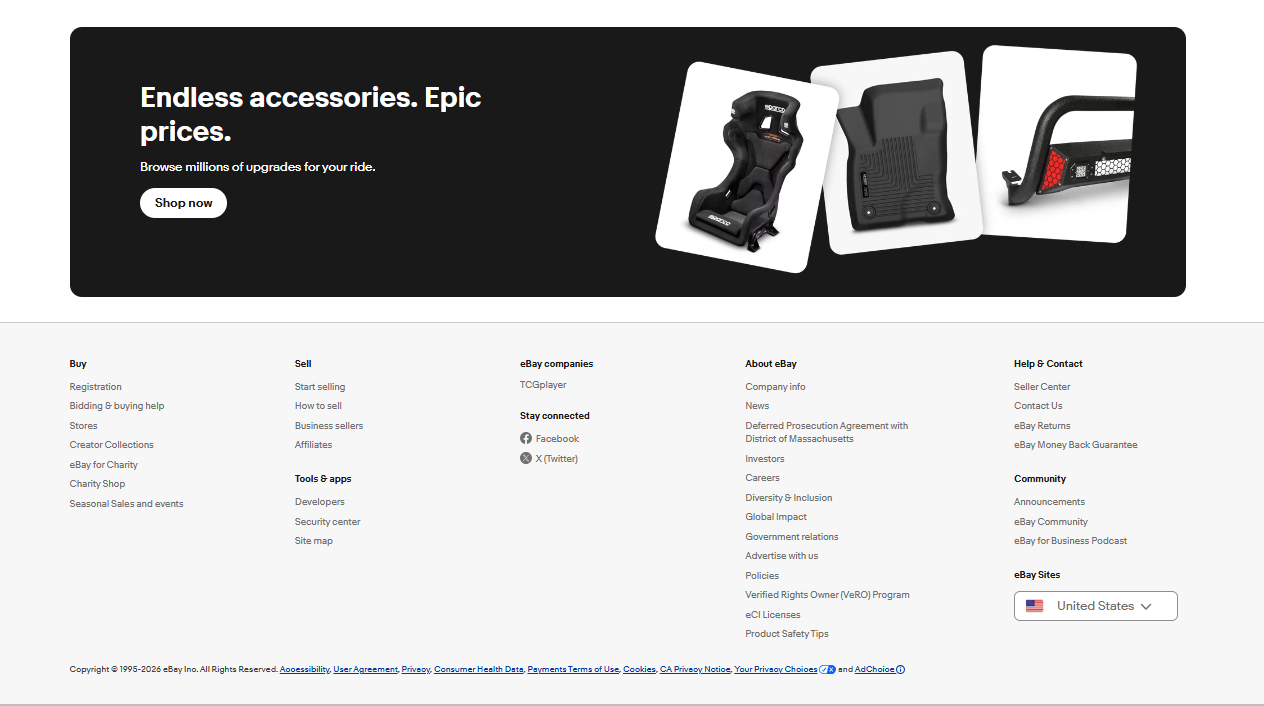 Endless accessories. Epic
prices.
Browse millions of upgrades for your ride.
Shop now
sparco
sparco
Buy
Registration
Bidding & buying help
Stores
Creator Collections
eBay for Charity
Charity Shop
Seasonal Sales and events
Sell
Start selling
How to sell
Business sellers
Affiliates
Tools & apps
Developers
Security center
Site map
eBay companies
TCGplayer
Stay connected
Facebook
X (Twitter)
About eBay
Company info
News
Deferred Prosecution Agreement with
District of Massachusetts
Investors
Careers
Diversity & Inclusion
Global Impact
Government relations
Advertise with us
Policies
Verified Rights Owner (VeRO) Program
eCI Licenses
Product Safety Tips
Help & Contact
Seller Center
Contact Us
eBay Returns
eBay Money Back Guarantee
Community
Announcements
eBay Community
eBay for Business Podcast
eBay Sites
United States
Copyright © 1995-2026 eBay Inc. All Rights Reserved. Accessibility, User Agreement, Privacy, Consumer Health Data, Payments Terms of Use, Cookies, CA Privacy Notice, Your Privacy Choices and AdChoice